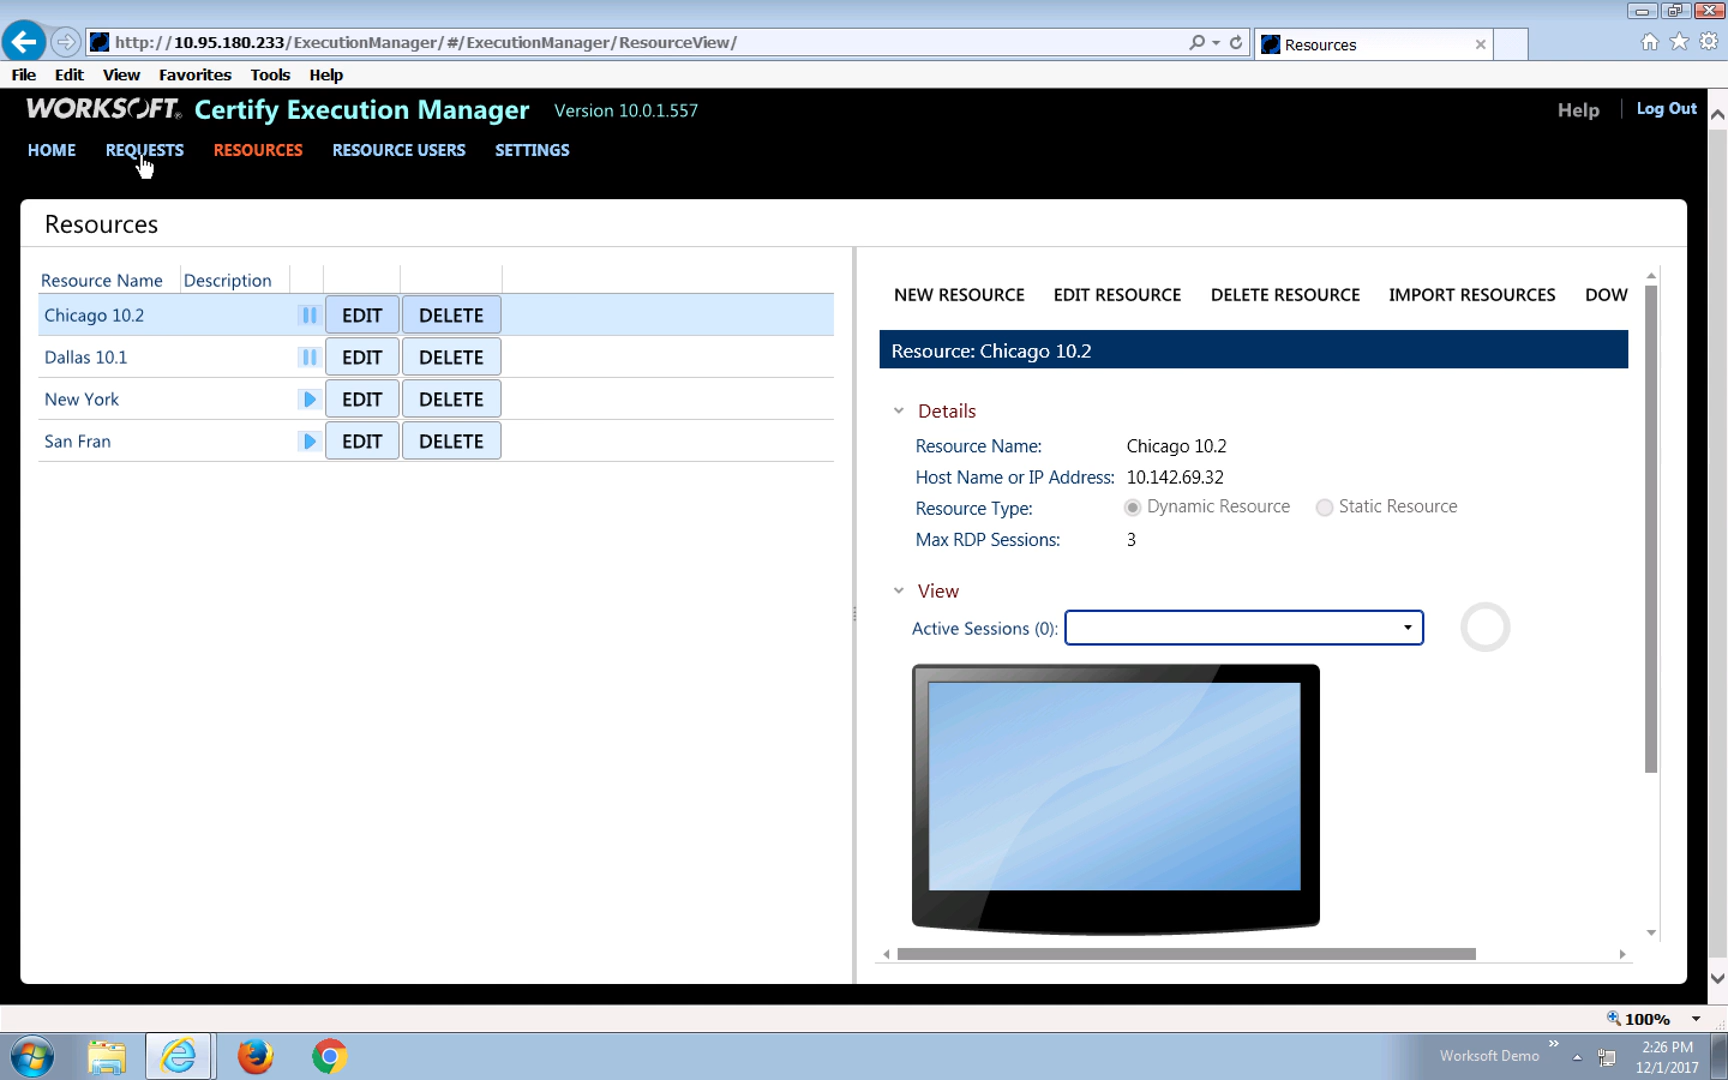 http://10.95.180.233/ExecutionManager/#/ExecutionManager/ResourceView/
Resources
File Edit View Favorites Tools Help
WORKSOFT® Certify Execution Manager Version 10.0.1.557
Help Log Out
HOME REQUESTS RESOURCES RESOURCE USERS SETTINGS
Resources
Resource Name Description
Chicago 10.2 EDIT DELETE
Dallas 10.1 EDIT DELETE
New York EDIT DELETE
San Fran EDIT DELETE
NEW RESOURCE EDIT RESOURCE DELETE RESOURCE IMPORT RESOURCES DOW
Resource: Chicago 10.2
Details
Resource Name: Chicago 10.2
Host Name or IP Address: 10.142.69.32
Resource Type: Dynamic Resource Static Resource
Max RDP Sessions: 3
View
Active Sessions (0):
100%
Worksoft Demo
2:26 PM
12/1/2017